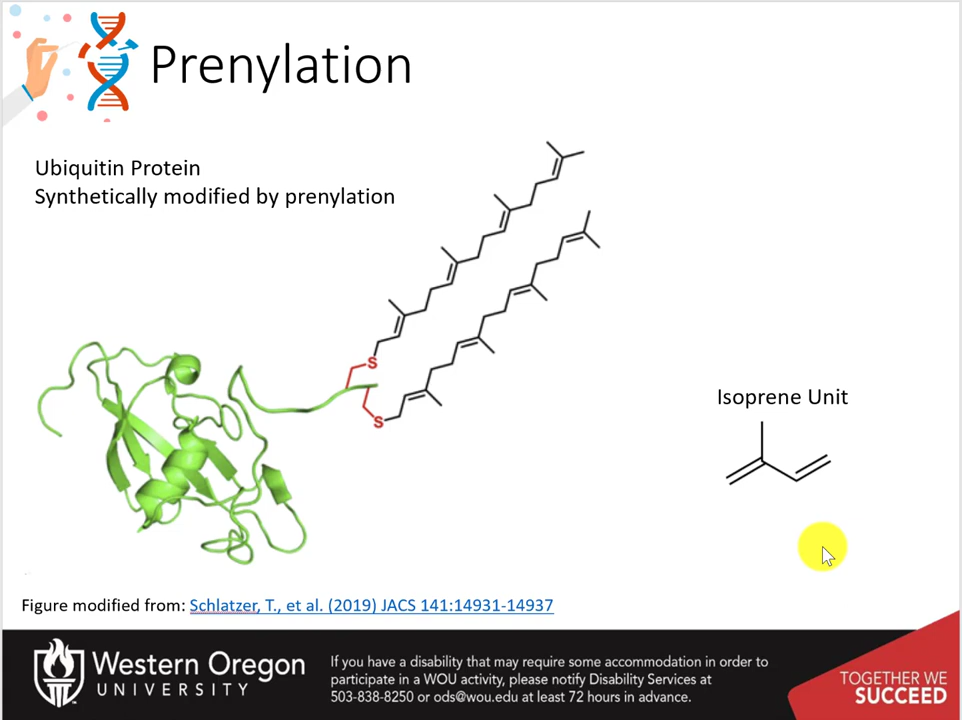 Prenylation
Ubiquitin Protein
Synthetically modified by prenylation
S
S
Isoprene Unit
Figure modified from: Schlatzer, T., et al. (2019) JACS 141:14931-14937
Western Oregon
UNIVERSITY
If you have a disability that may require some accommodation in order to
participate in a WOU activity, please notify Disability Services at
503-838-8250 or ods@wou.edu at least 72 hours in advance.
TOGETHER WE
SUCCEED